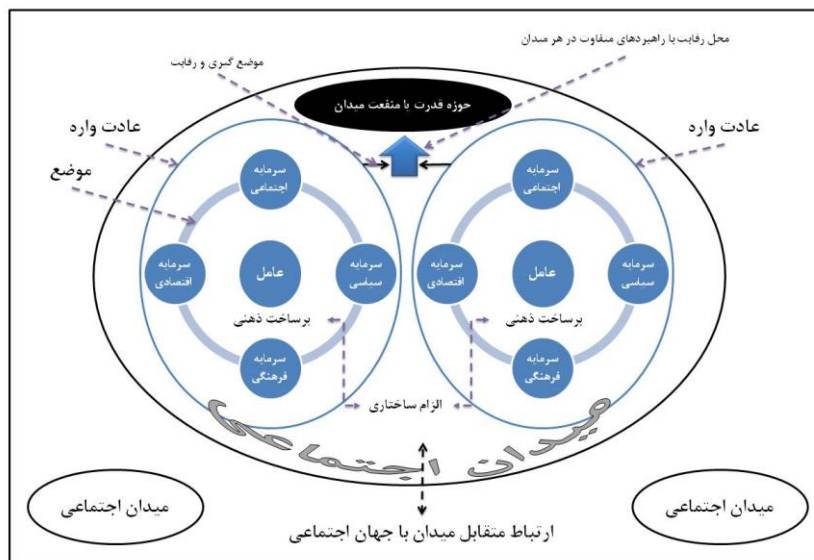 محل رقابت با راهبردهای متفاوت در هر میدان
موضع گیری و رقابت
حوزه قدرت یا منفعت میدان
عادت واره
عادت واره
موضع
سرمایه
اجتماعی
سرمایه
سیاسی
سرمایه
فرهنگی
سرمایه
اقتصادی
عامل
برساخت ذهنی
سرمایه
اجتماعی
سرمایه
سیاسی
سرمایه
فرهنگی
سرمایه
اقتصادی
عامل
برساخت ذهنی
الزام ساختاری
میدان اجتماعی
میدان اجتماعی
میدان اجتماعی
ارتباط متقابل میدان با جهان اجتماعی